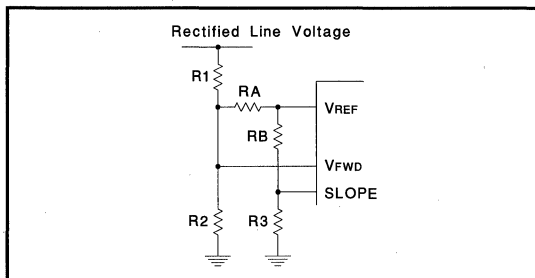 Rectified Line Voltage
R1
RA
VREF
RB
VFWD
SLOPE
R2
R3